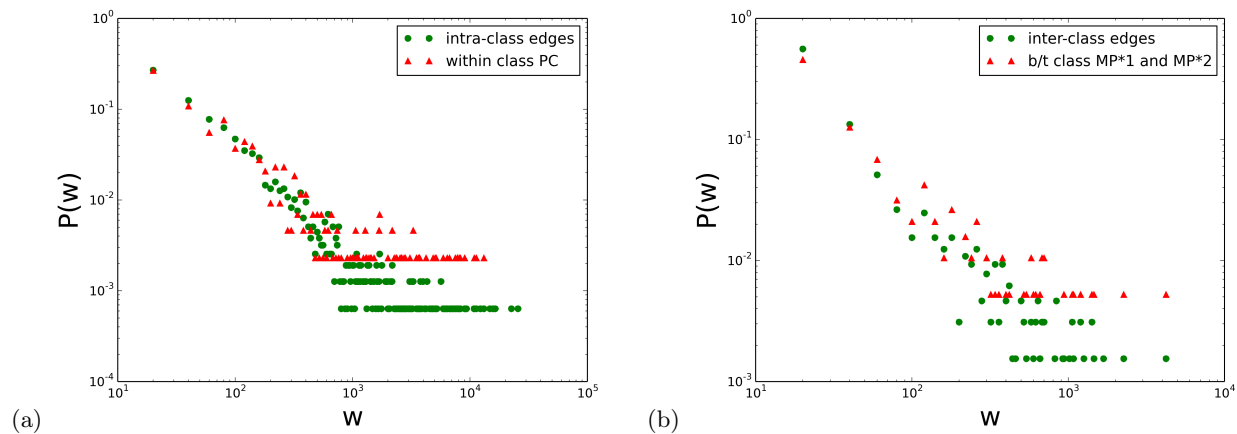 10^0
10^-1
10^-2
10^-3
10^-4
P(w)
10^1 10^2 10^3 10^4 10^5
w
intra-class edges
within class PC
(a)
10^0
10^-1
10^-2
10^-3
P(w)
10^1 10^2 10^3 10^4
w
inter-class edges
b/t class MP*1 and MP*2
(b)